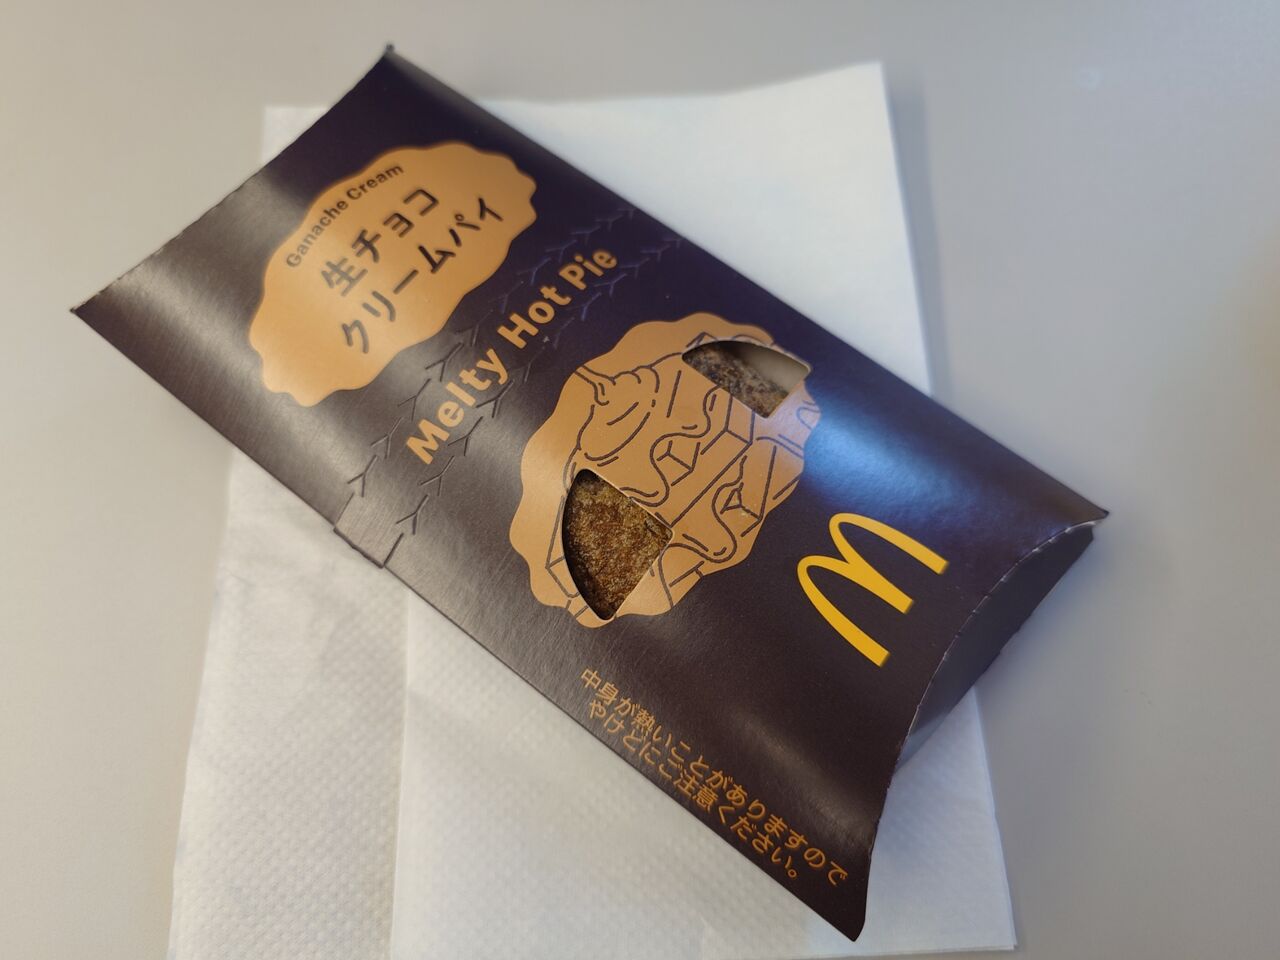 Ganache Cream
生チョコ
クリームパイ
Melty Hot Pie
中身が熱いことがありますので
やけどにご注意ください。